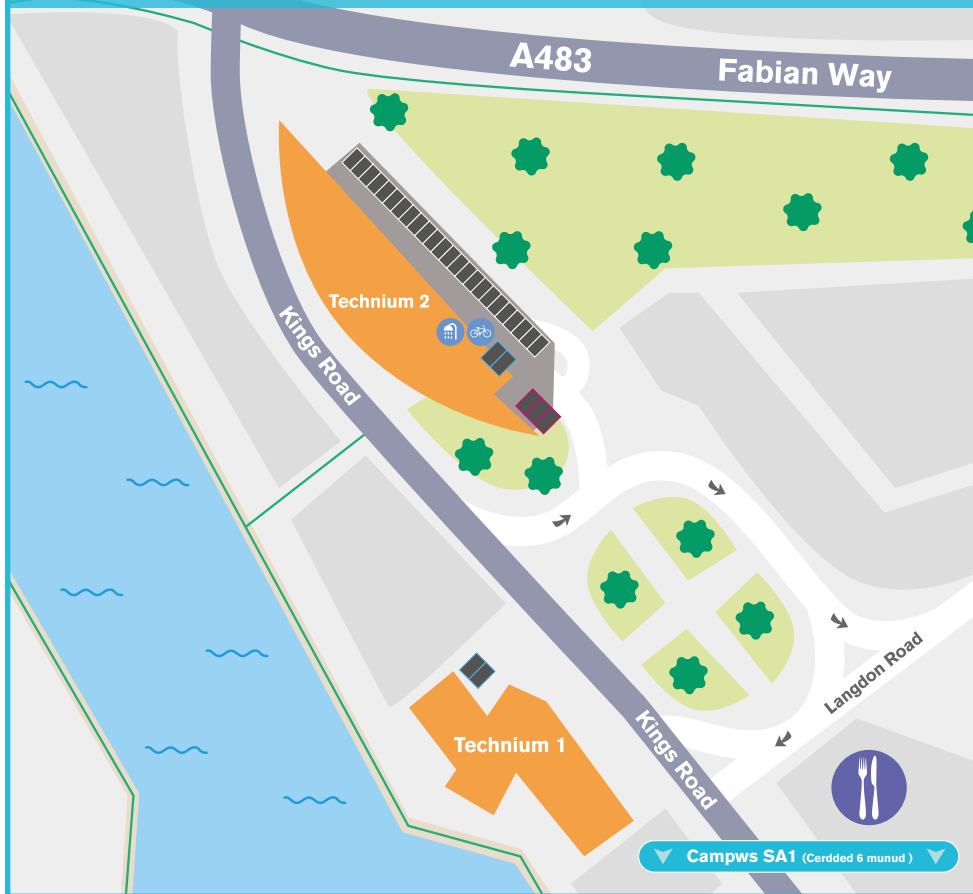 A483
Fabian Way
Technium 2
Kings Road
Langdon Road
Kings Road
Technium 1
Campws SA1 (Cerdded 6 munud )